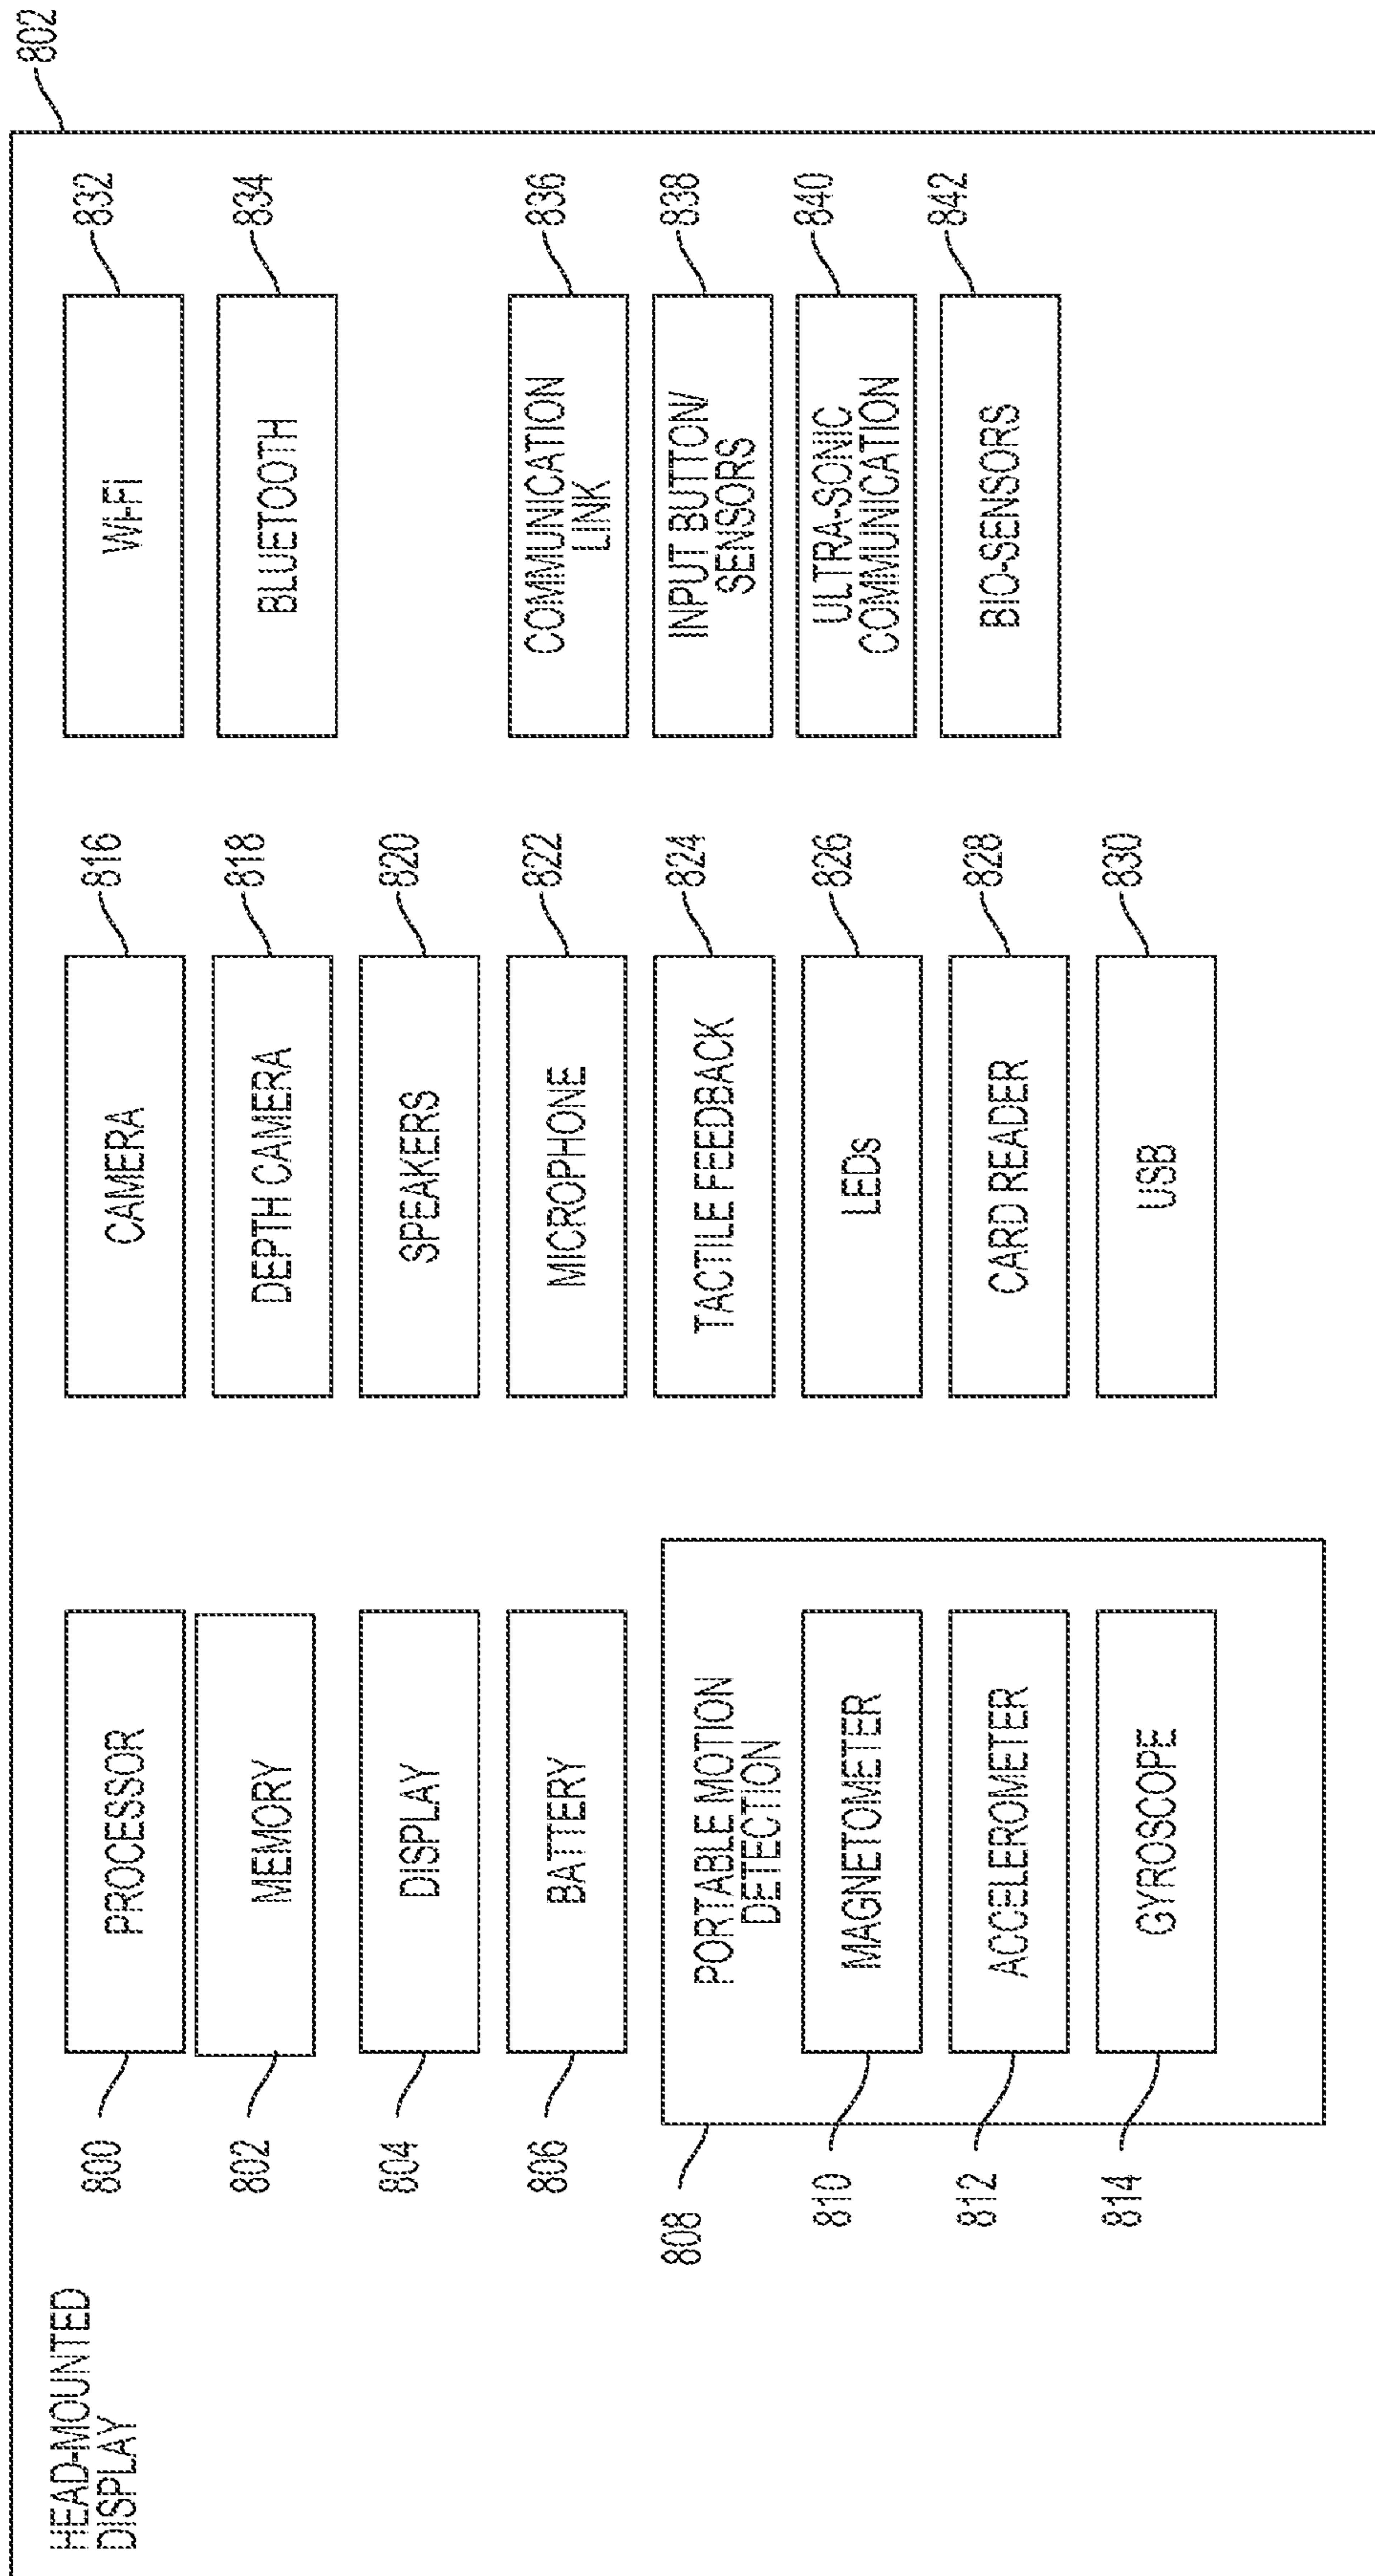 802
HEAD-MOUNTED
DISPLAY
800
PROCESSOR
802
MEMORY
804
DISPLAY
806
BATTERY
808
PORTABLE MOTION
DETECTION
810
MAGNETOMETER
812
ACCELEROMETER
814
GYROSCOPE
CAMERA
816
DEPTH CAMERA
818
SPEAKERS
820
MICROPHONE
822
TACTILE FEEDBACK
824
LEDs
826
CARD READER
828
USB
830
WI-FI
832
BLUETOOTH
834
COMMUNICATION
LINK
836
INPUT BUTTON/
SENSORS
838
ULTRA-SONIC
COMMUNICATION
840
BIO-SENSORS
842